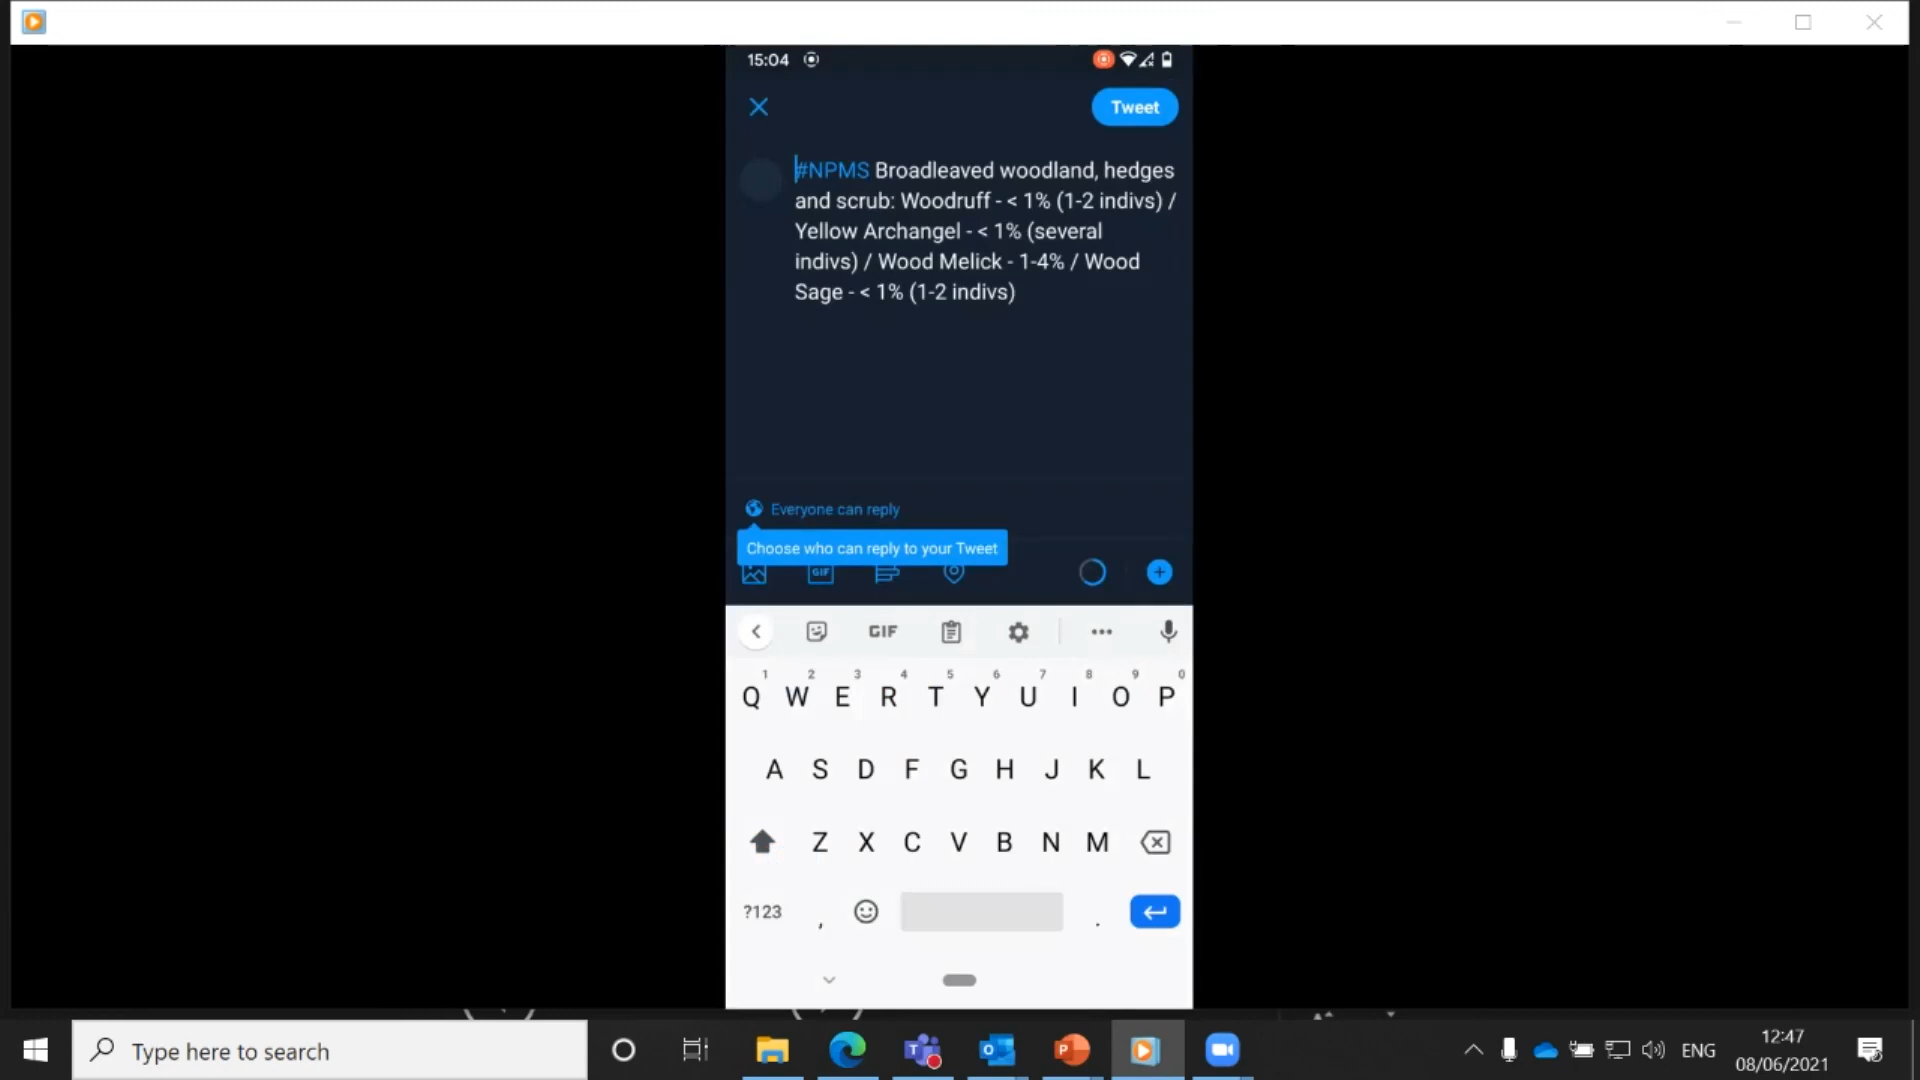 15:04
Tweet
#NPMS Broadleaved woodland, hedges
and scrub: Woodruff - < 1% (1-2 indivs) /
Yellow Archangel - < 1% (several
indivs) / Wood Melick - 1-4% / Wood
Sage - < 1% (1-2 indivs)
Everyone can reply
Choose who can reply to your Tweet
GIF
GIF
1 2 3 4 5 6 7 8 9 0
Q W E R T Y U I O P
A S D F G H J K L
Z X C V B N M
?123 , .
Type here to search
ENG
12:47
08/06/2021